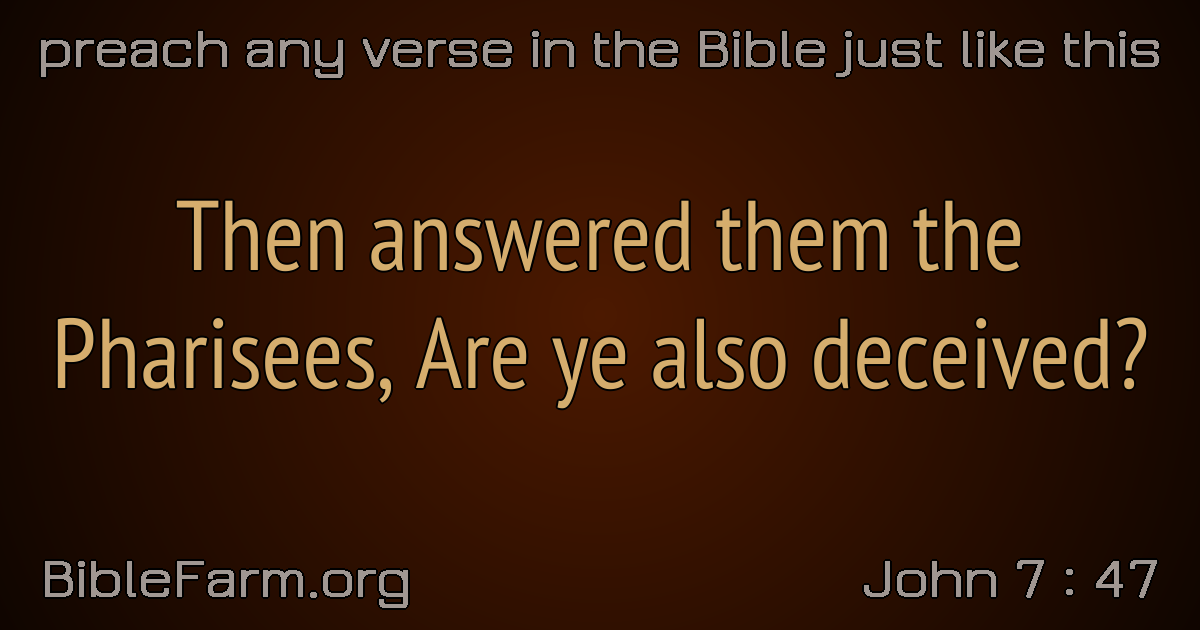 preach any verse in the Bible just like this
Then answered them the
Pharisees, Are ye also deceived?
BibleFarm.org
John 7 : 47